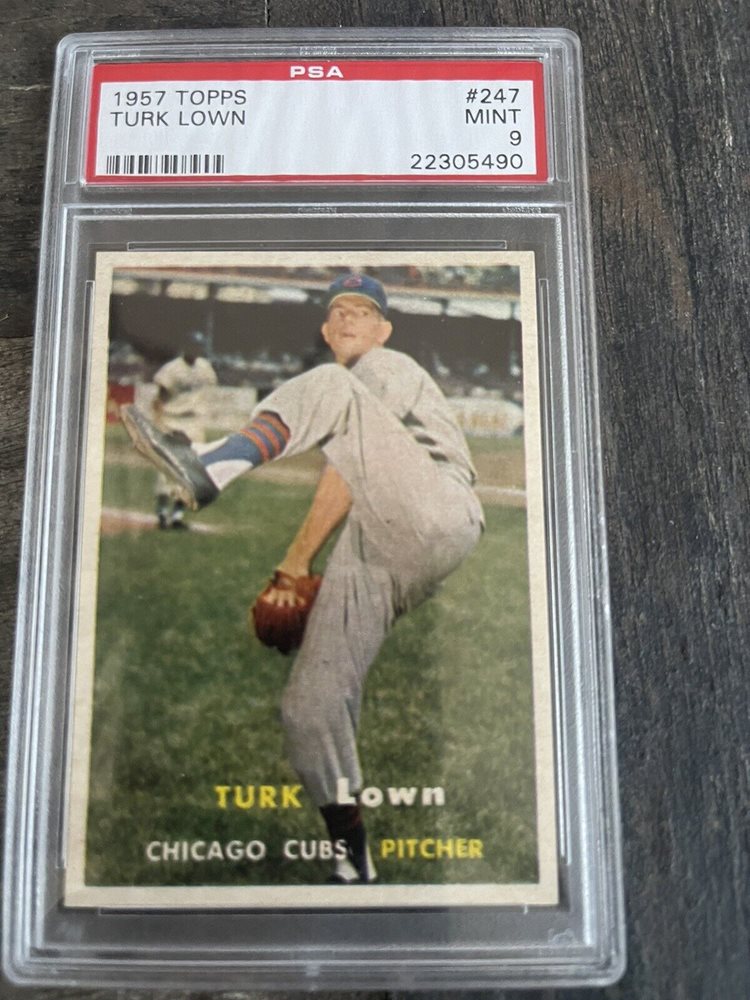 PSA
1957 TOPPS #247
TURK LOWN MINT
9
22305490
TURK Lown
CHICAGO CUBS PITCHER